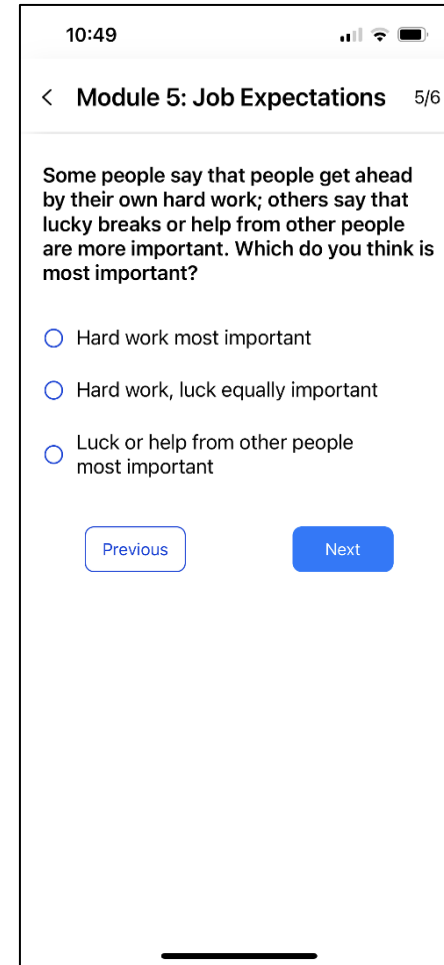 10:49
Module 5: Job Expectations 5/6
Some people say that people get ahead
by their own hard work; others say that
lucky breaks or help from other people
are more important. Which do you think is
most important?
Hard work most important
Hard work, luck equally important
Luck or help from other people
most important
Previous Next